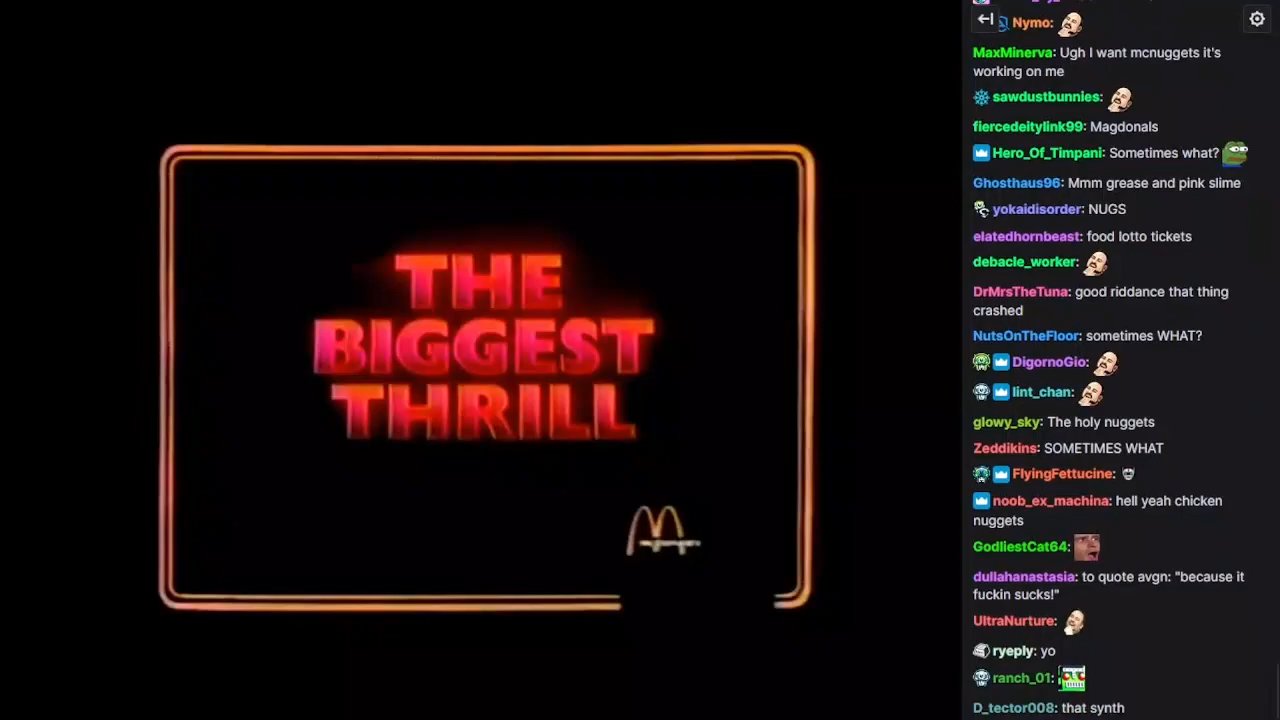 THE
BIGGEST
THRILL
Nymo:
MaxMinerva: Ugh I want mcnuggets it's
working on me
sawdustbunnies:
fiercedeitylink99: Magdonals
Hero_Of_Timpani: Sometimes what?
Ghosthaus96: Mmm grease and pink slime
yokaidisorder: NUGS
elatedhornbeast: food lotto tickets
debacle_worker:
DrMrsTheTuna: good riddance that thing
crashed
NutsOnTheFloor: sometimes WHAT?
DigornoGio:
lint_chan:
glowy_sky: The holy nuggets
Zeddikins: SOMETIMES WHAT
FlyingFettucine:
noob_ex_machina: hell yeah chicken
nuggets
GodliestCat64:
dullahanastasia: to quote avgn: "because it
fuckin sucks!"
UltraNurture:
ryeply: yo
ranch_01:
D_tector008: that synth